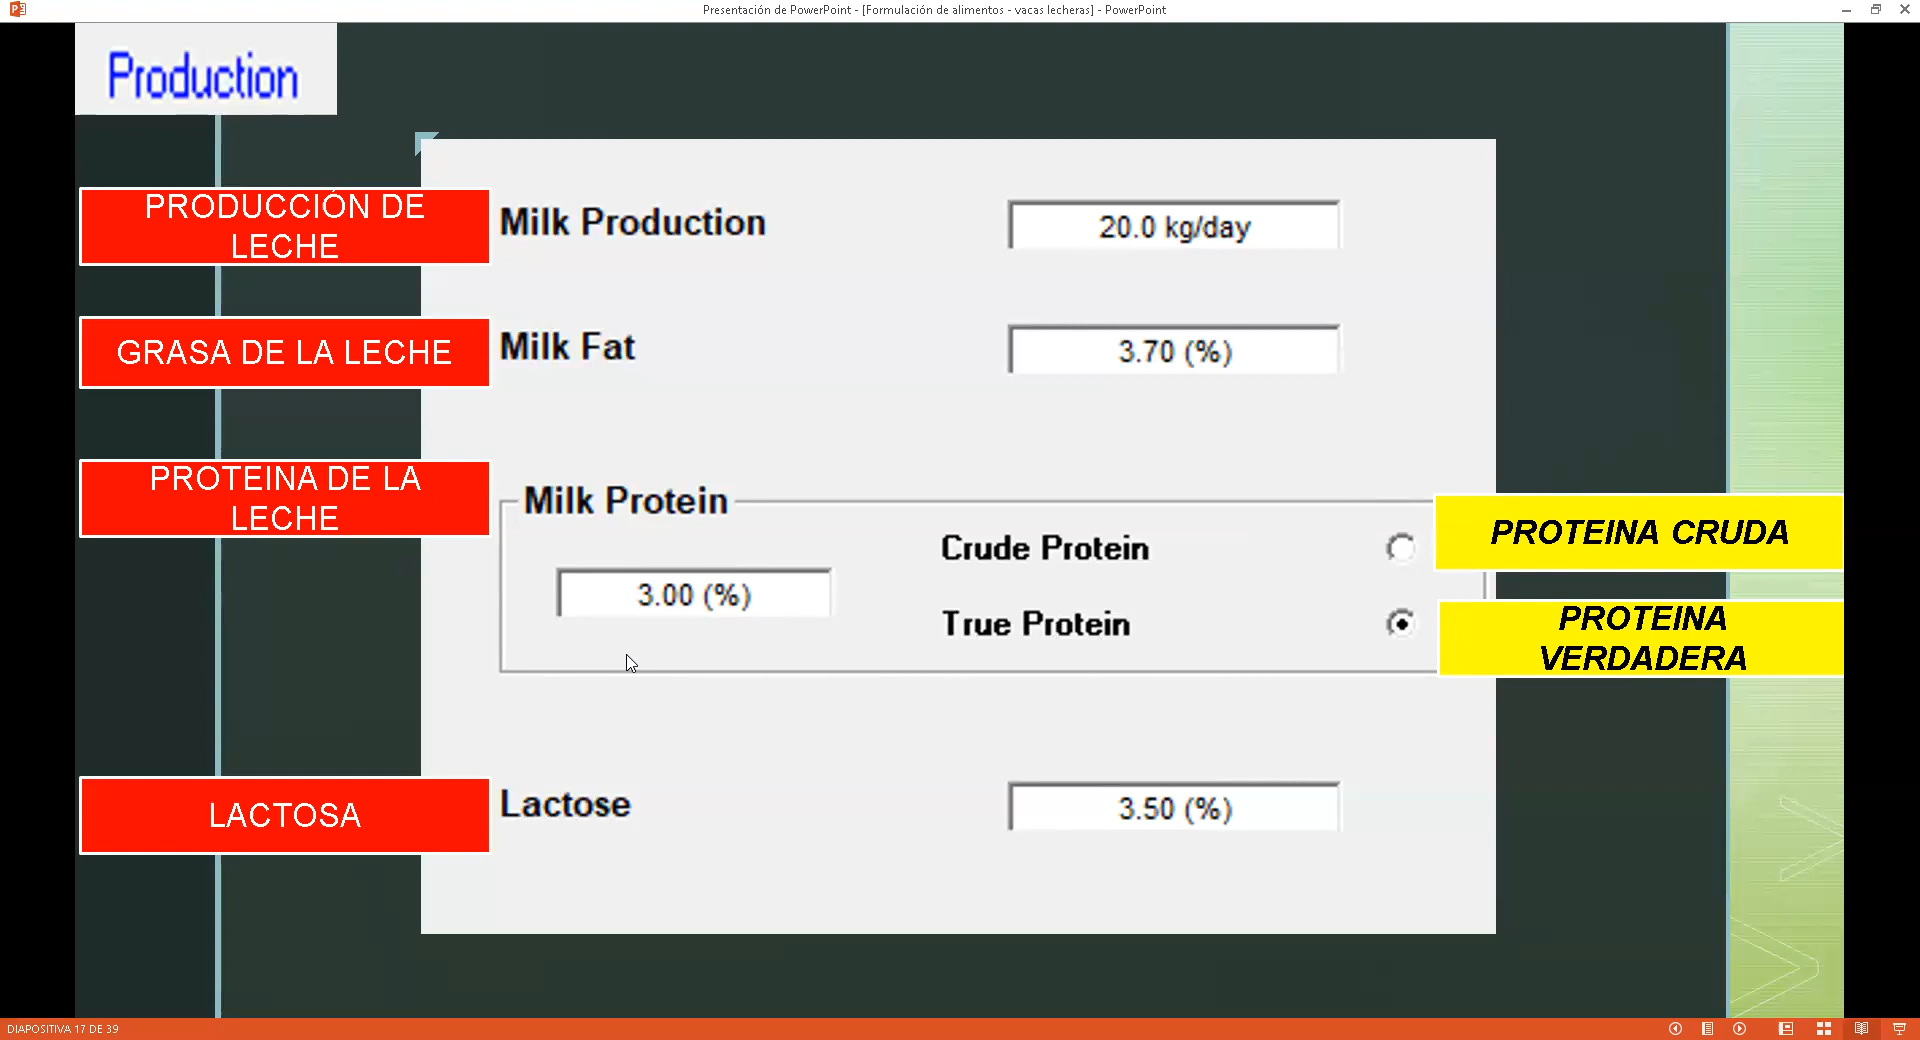 Presentación de PowerPoint - [Formulación de alimentos - vacas lecheras] - PowerPoint
Production
PRODUCCIÓN DE
LECHE
Milk Production
20.0 kg/day
GRASA DE LA LECHE
Milk Fat
3.70 (%)
PROTEINA DE LA
LECHE
Milk Protein
3.00 (%)
Crude Protein
PROTEINA CRUDA
True Protein
PROTEINA
VERDADERA
LACTOSA
Lactose
3.50 (%)
DIAPOSITIVA 17 DE 39